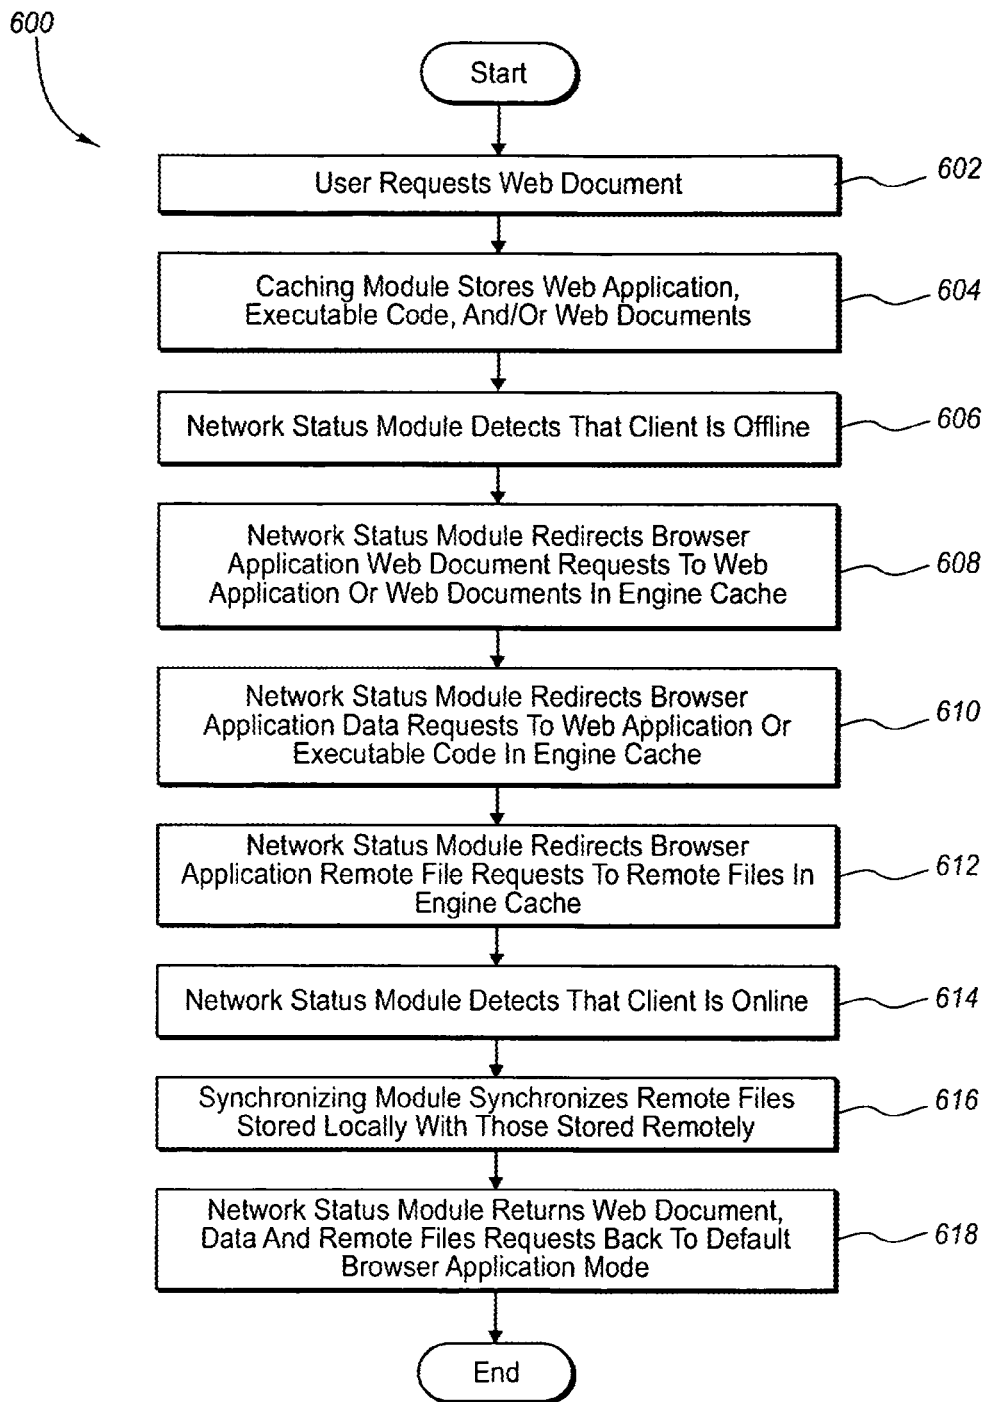 600
Start
User Requests Web Document
602
Caching Module Stores Web Application,
Executable Code, And/Or Web Documents
604
Network Status Module Detects That Client Is Offline
606
Network Status Module Redirects Browser
Application Web Document Requests To Web
Application Or Web Documents In Engine Cache
608
Network Status Module Redirects Browser
Application Data Requests To Web Application Or
Executable Code In Engine Cache
610
Network Status Module Redirects Browser
Application Remote File Requests To Remote Files In
Engine Cache
612
Network Status Module Detects That Client Is Online
614
Synchronizing Module Synchronizes Remote Files
Stored Locally With Those Stored Remotely
616
Network Status Module Returns Web Document,
Data And Remote Files Requests Back To Default
Browser Application Mode
618
End